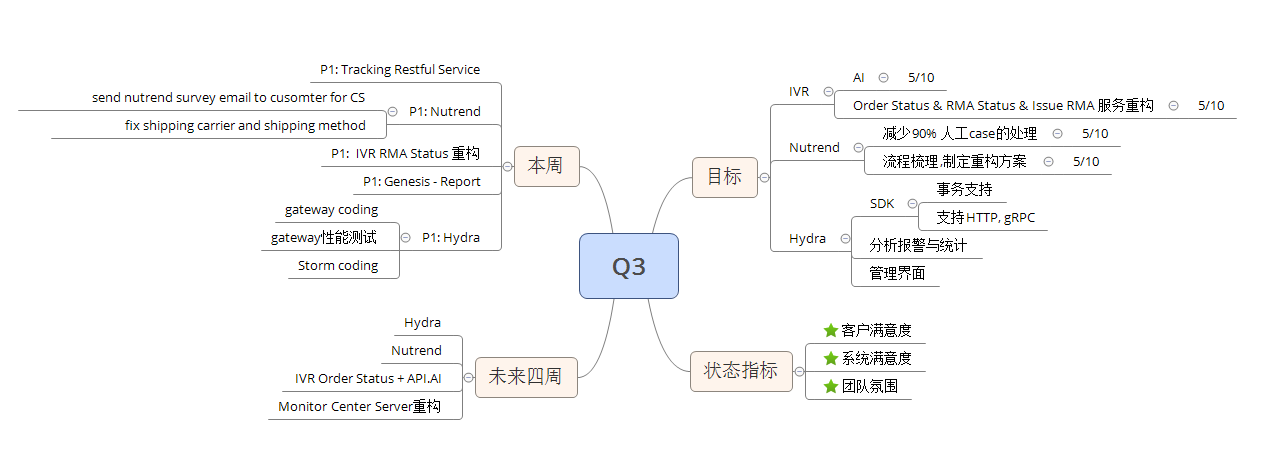 Q3
目标
IVR
AI
5/10
Order Status & RMA Status & Issue RMA 服务重构
5/10
Nutrend
减少90% 人工case的处理
5/10
流程梳理,制定重构方案
5/10
Hydra
SDK
事务支持
支持HTTP, gRPC
分析报警与统计
管理界面
状态指标
客户满意度
系统满意度
团队氛围
本周
P1: Tracking Restful Service
P1: Nutrend
send nutrend survey email to cusomter for CS
fix shipping carrier and shipping method
P1: IVR RMA Status 重构
P1: Genesis - Report
P1: Hydra
gateway coding
gateway性能测试
Storm coding
未来四周
Hydra
Nutrend
IVR Order Status + API.AI
Monitor Center Server重构